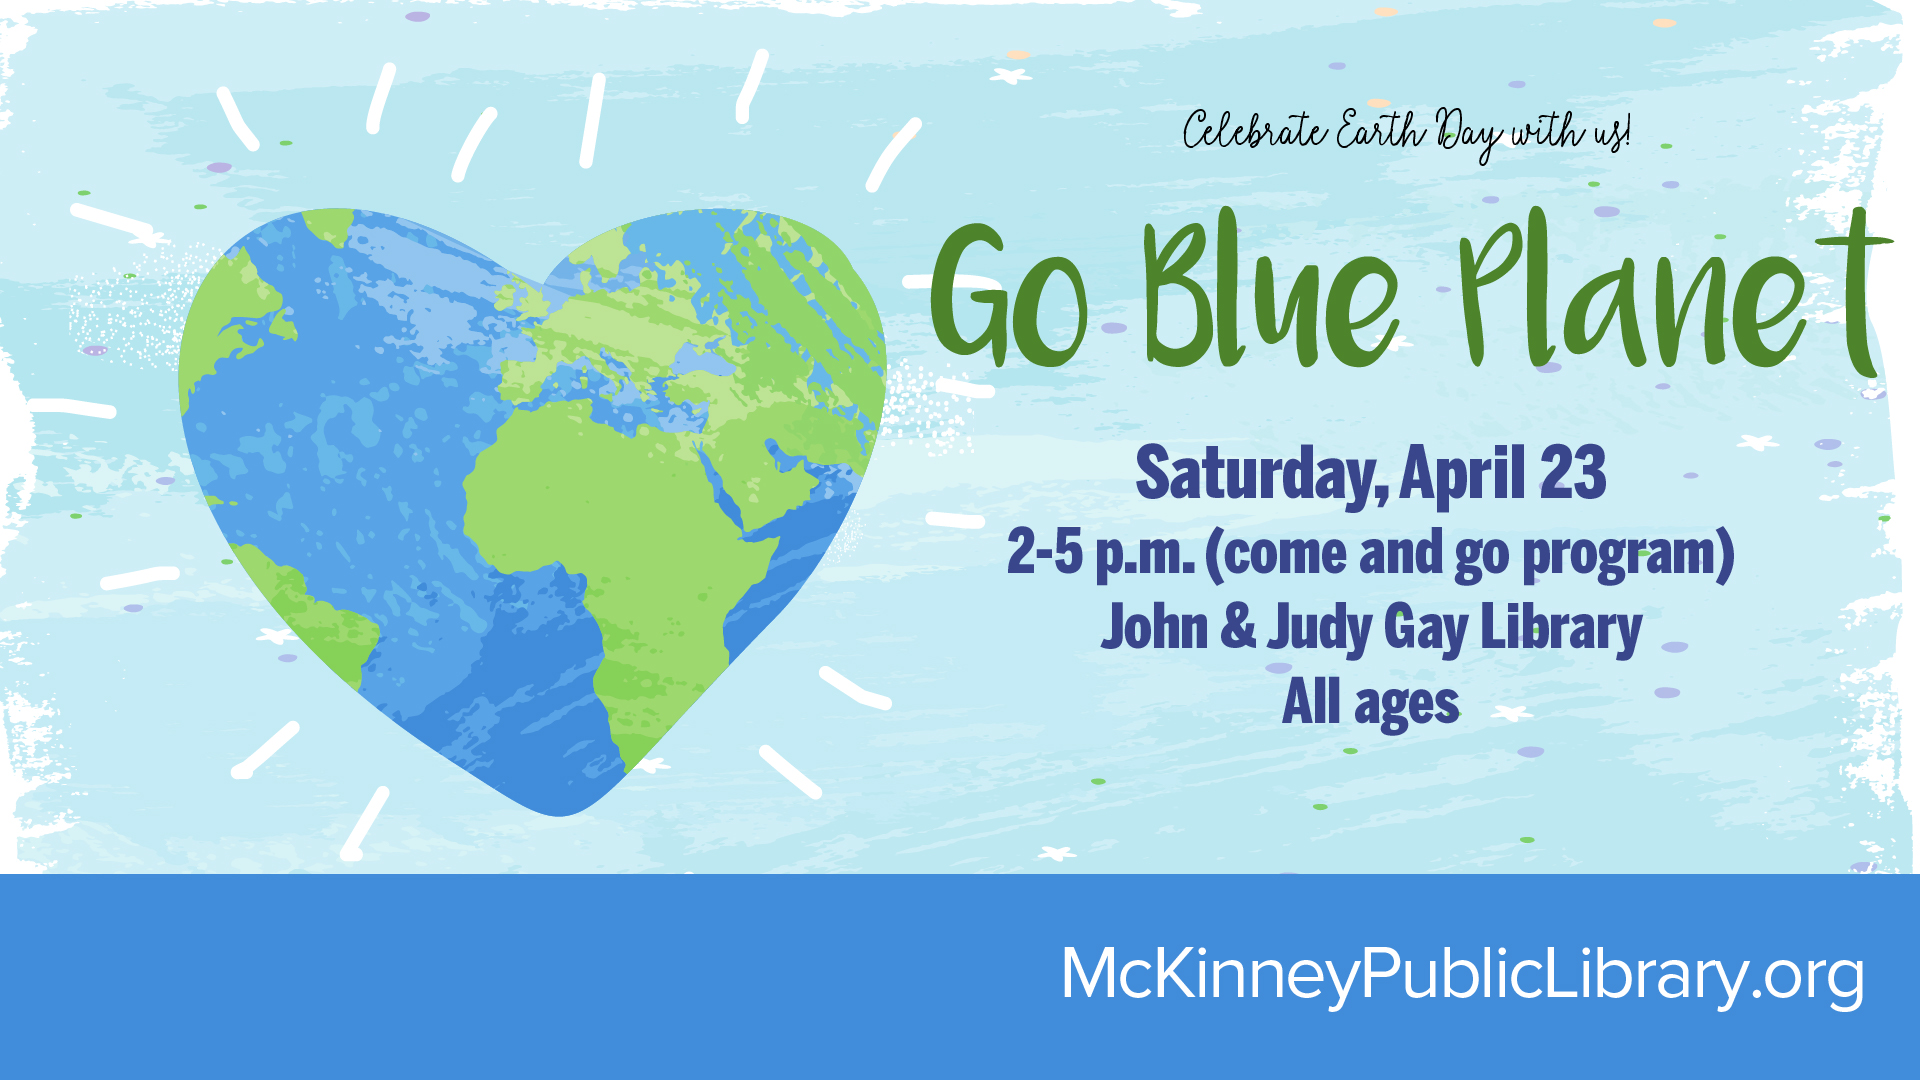 Celebrate Earth Day with us!
Go Blue Planet
Saturday, April 23
2-5 p.m. (come and go program)
John & Judy Gay Library
All ages
McKinneyPublicLibrary.org